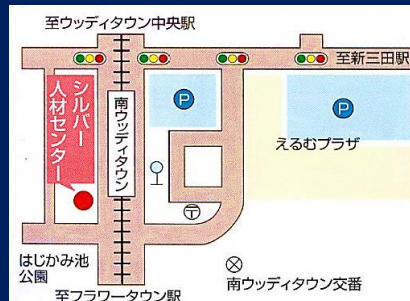 至ウッディタウン中央駅
至新三田駅
P
P
シルバー
人材センター
南ウッディタウン
えるむプラザ
〒
はじかみ池
公園
南ウッディタウン交番
至フラワータウン駅